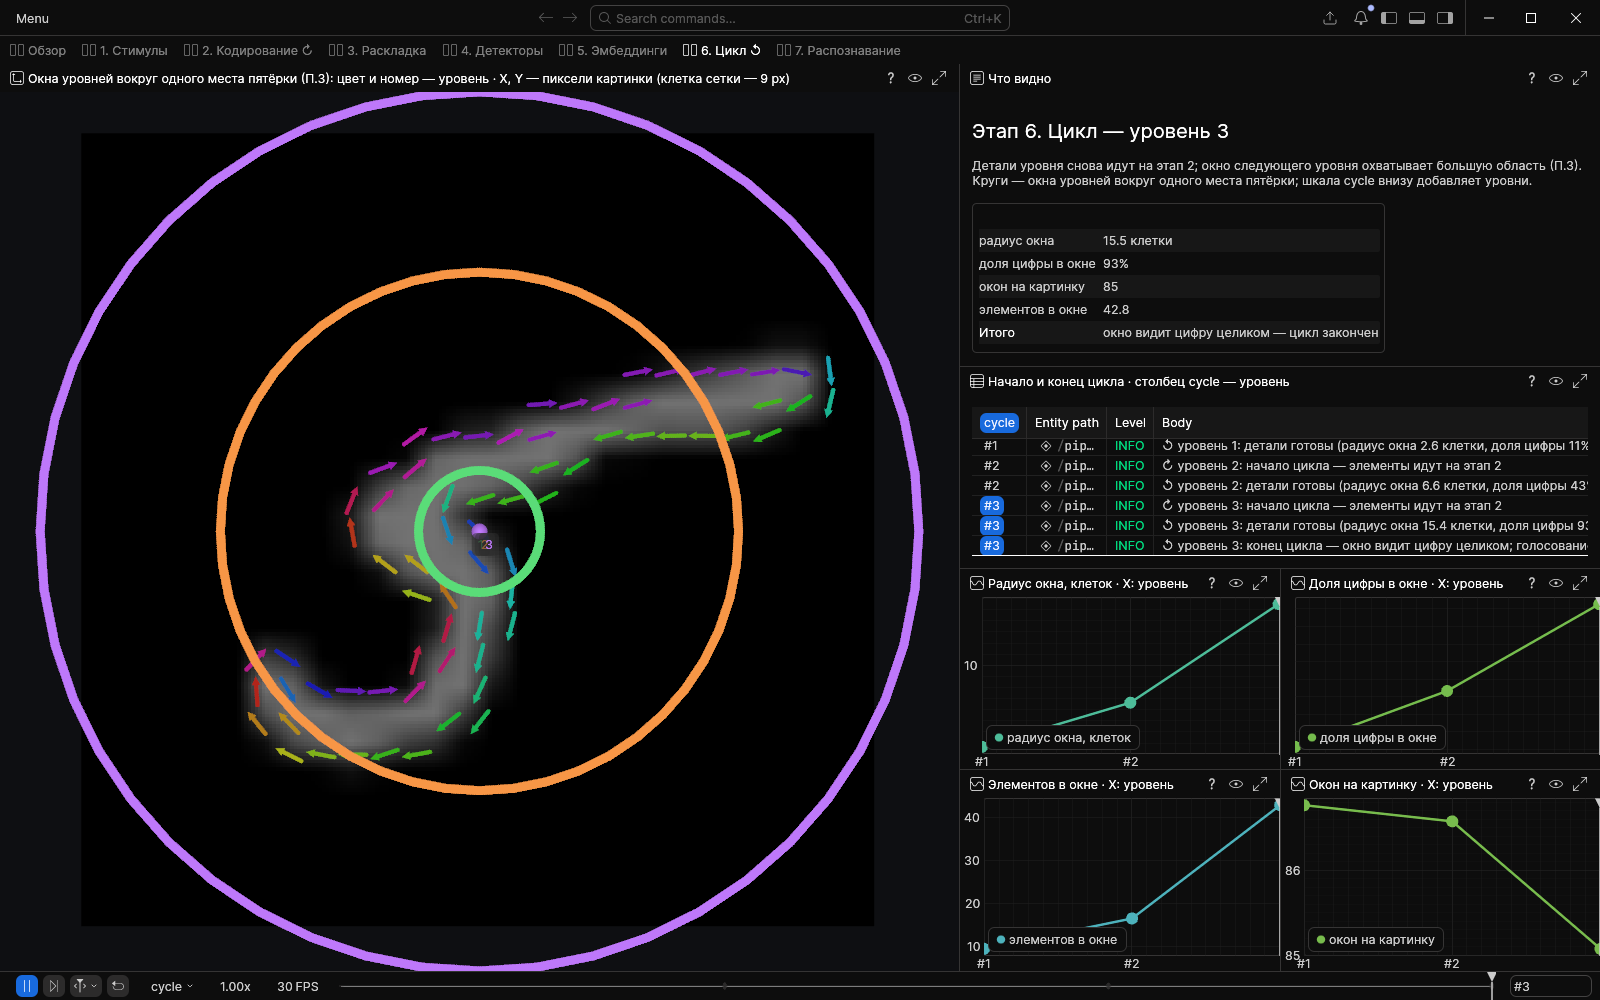 Menu
Search commands...
Ctrl+K
Обзор
1. Стимулы
2. Кодирование
3. Раскладка
4. Детекторы
5. Эмбеддинги
6. Цикл
7. Распознавание
Окна уровней вокруг одного места пятёрки (П.3): цвет и номер — уровень · X, Y — пиксели картинки (клетка сетки — 9 px)
?
Что видно
?
Этап 6. Цикл — уровень 3
Детали уровня снова идут на этап 2; окно следующего уровня охватывает большую область (П.3).
Круги — окна уровней вокруг одного места пятёрки; шкала cycle внизу добавляет уровни.
радиус окна 15.5 клетки
доля цифры в окне 93%
окон на картинку 85
элементов в окне 42.8
Итого окно видит цифру целиком — цикл закончен
Начало и конец цикла · столбец cycle — уровень
?
cycle Entity path Level Body
#1 /pip... INFO уровень 1: детали готовы (радиус окна 2.6 клетки, доля цифры 11%
#2 /pip... INFO уровень 2: начало цикла — элементы идут на этап 2
#2 /pip... INFO уровень 2: детали готовы (радиус окна 6.6 клетки, доля цифры 43%
#3 /pip... INFO уровень 3: начало цикла — элементы идут на этап 2
#3 /pip... INFO уровень 3: детали готовы (радиус окна 15.4 клетки, доля цифры 93
#3 /pip... INFO уровень 3: конец цикла — окно видит цифру целиком; голосовани
Радиус окна, клеток · X: уровень
?
10
радиус окна, клеток
#1 #2
Доля цифры в окне · X: уровень
?
доля цифры в окне
#1 #2
Элементов в окне · X: уровень
?
40
30
20
10
элементов в окне
#1 #2
Окон на картинку · X: уровень
?
86
85
окон на картинку
#1 #2
3
cycle
1.00x
30 FPS
#3